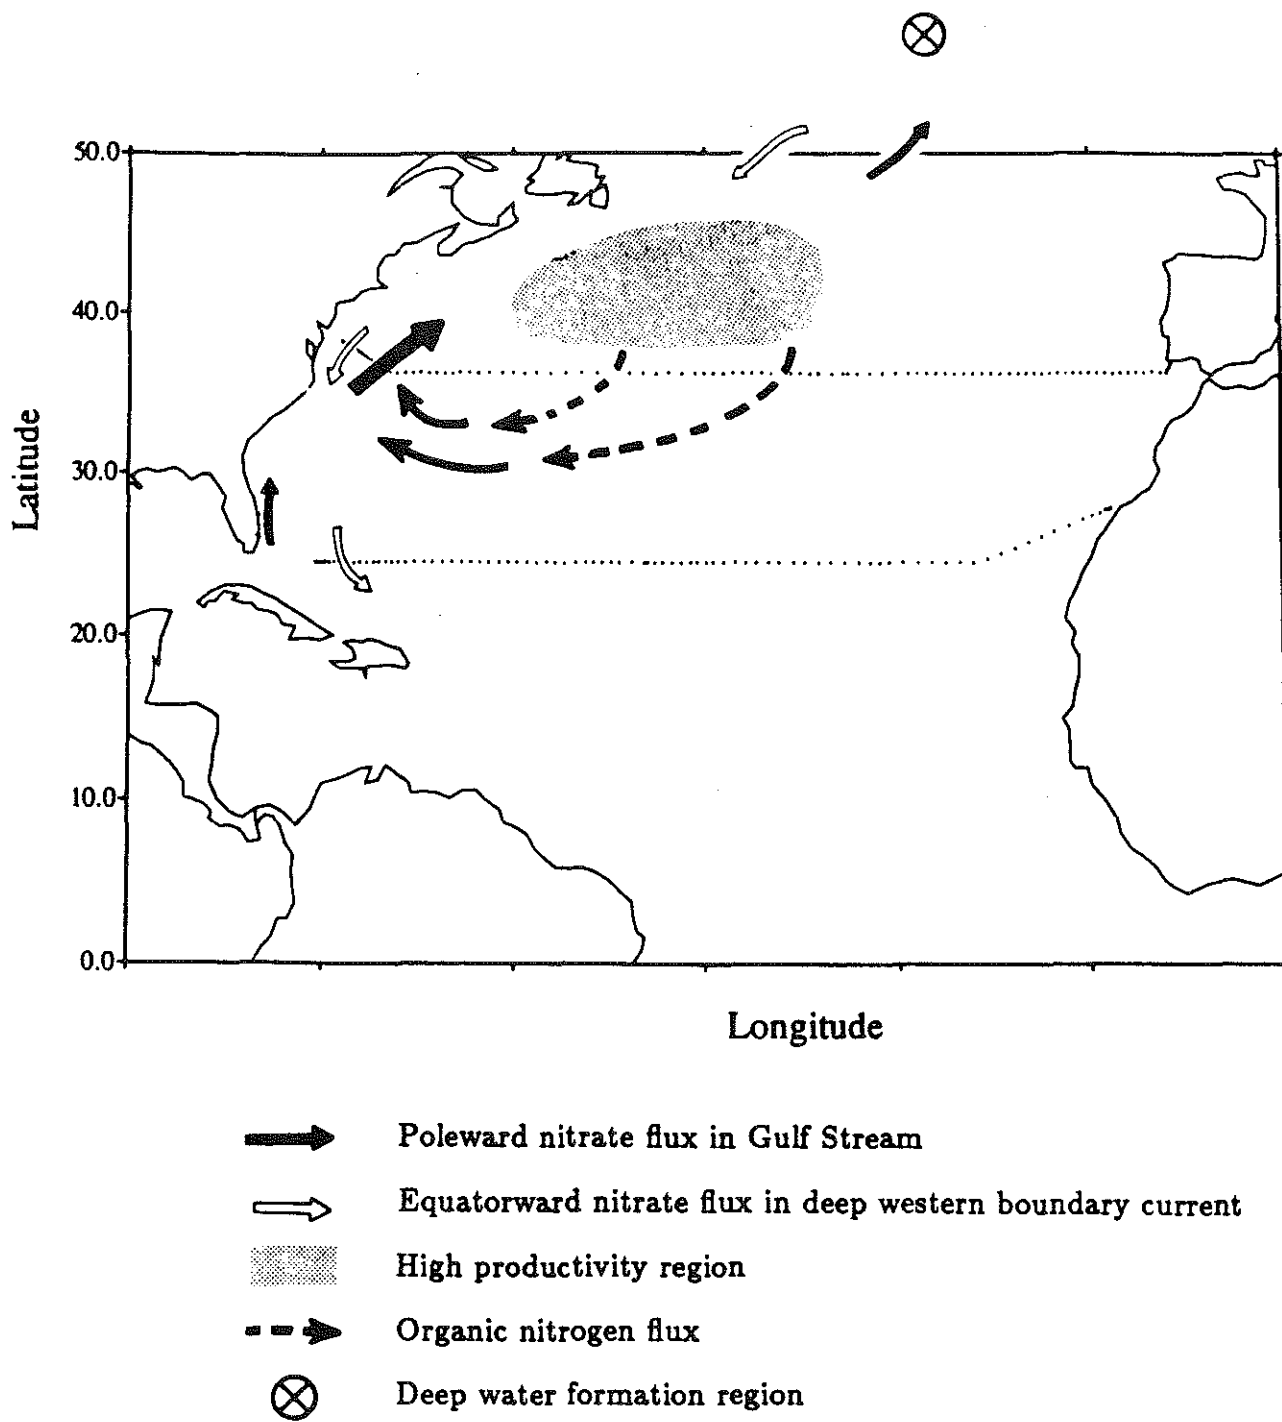 50.0
40.0
30.0
20.0
10.0
0.0
Latitude
Longitude
Poleward nitrate flux in Gulf Stream
Equatorward nitrate flux in deep western boundary current
High productivity region
Organic nitrogen flux
Deep water formation region